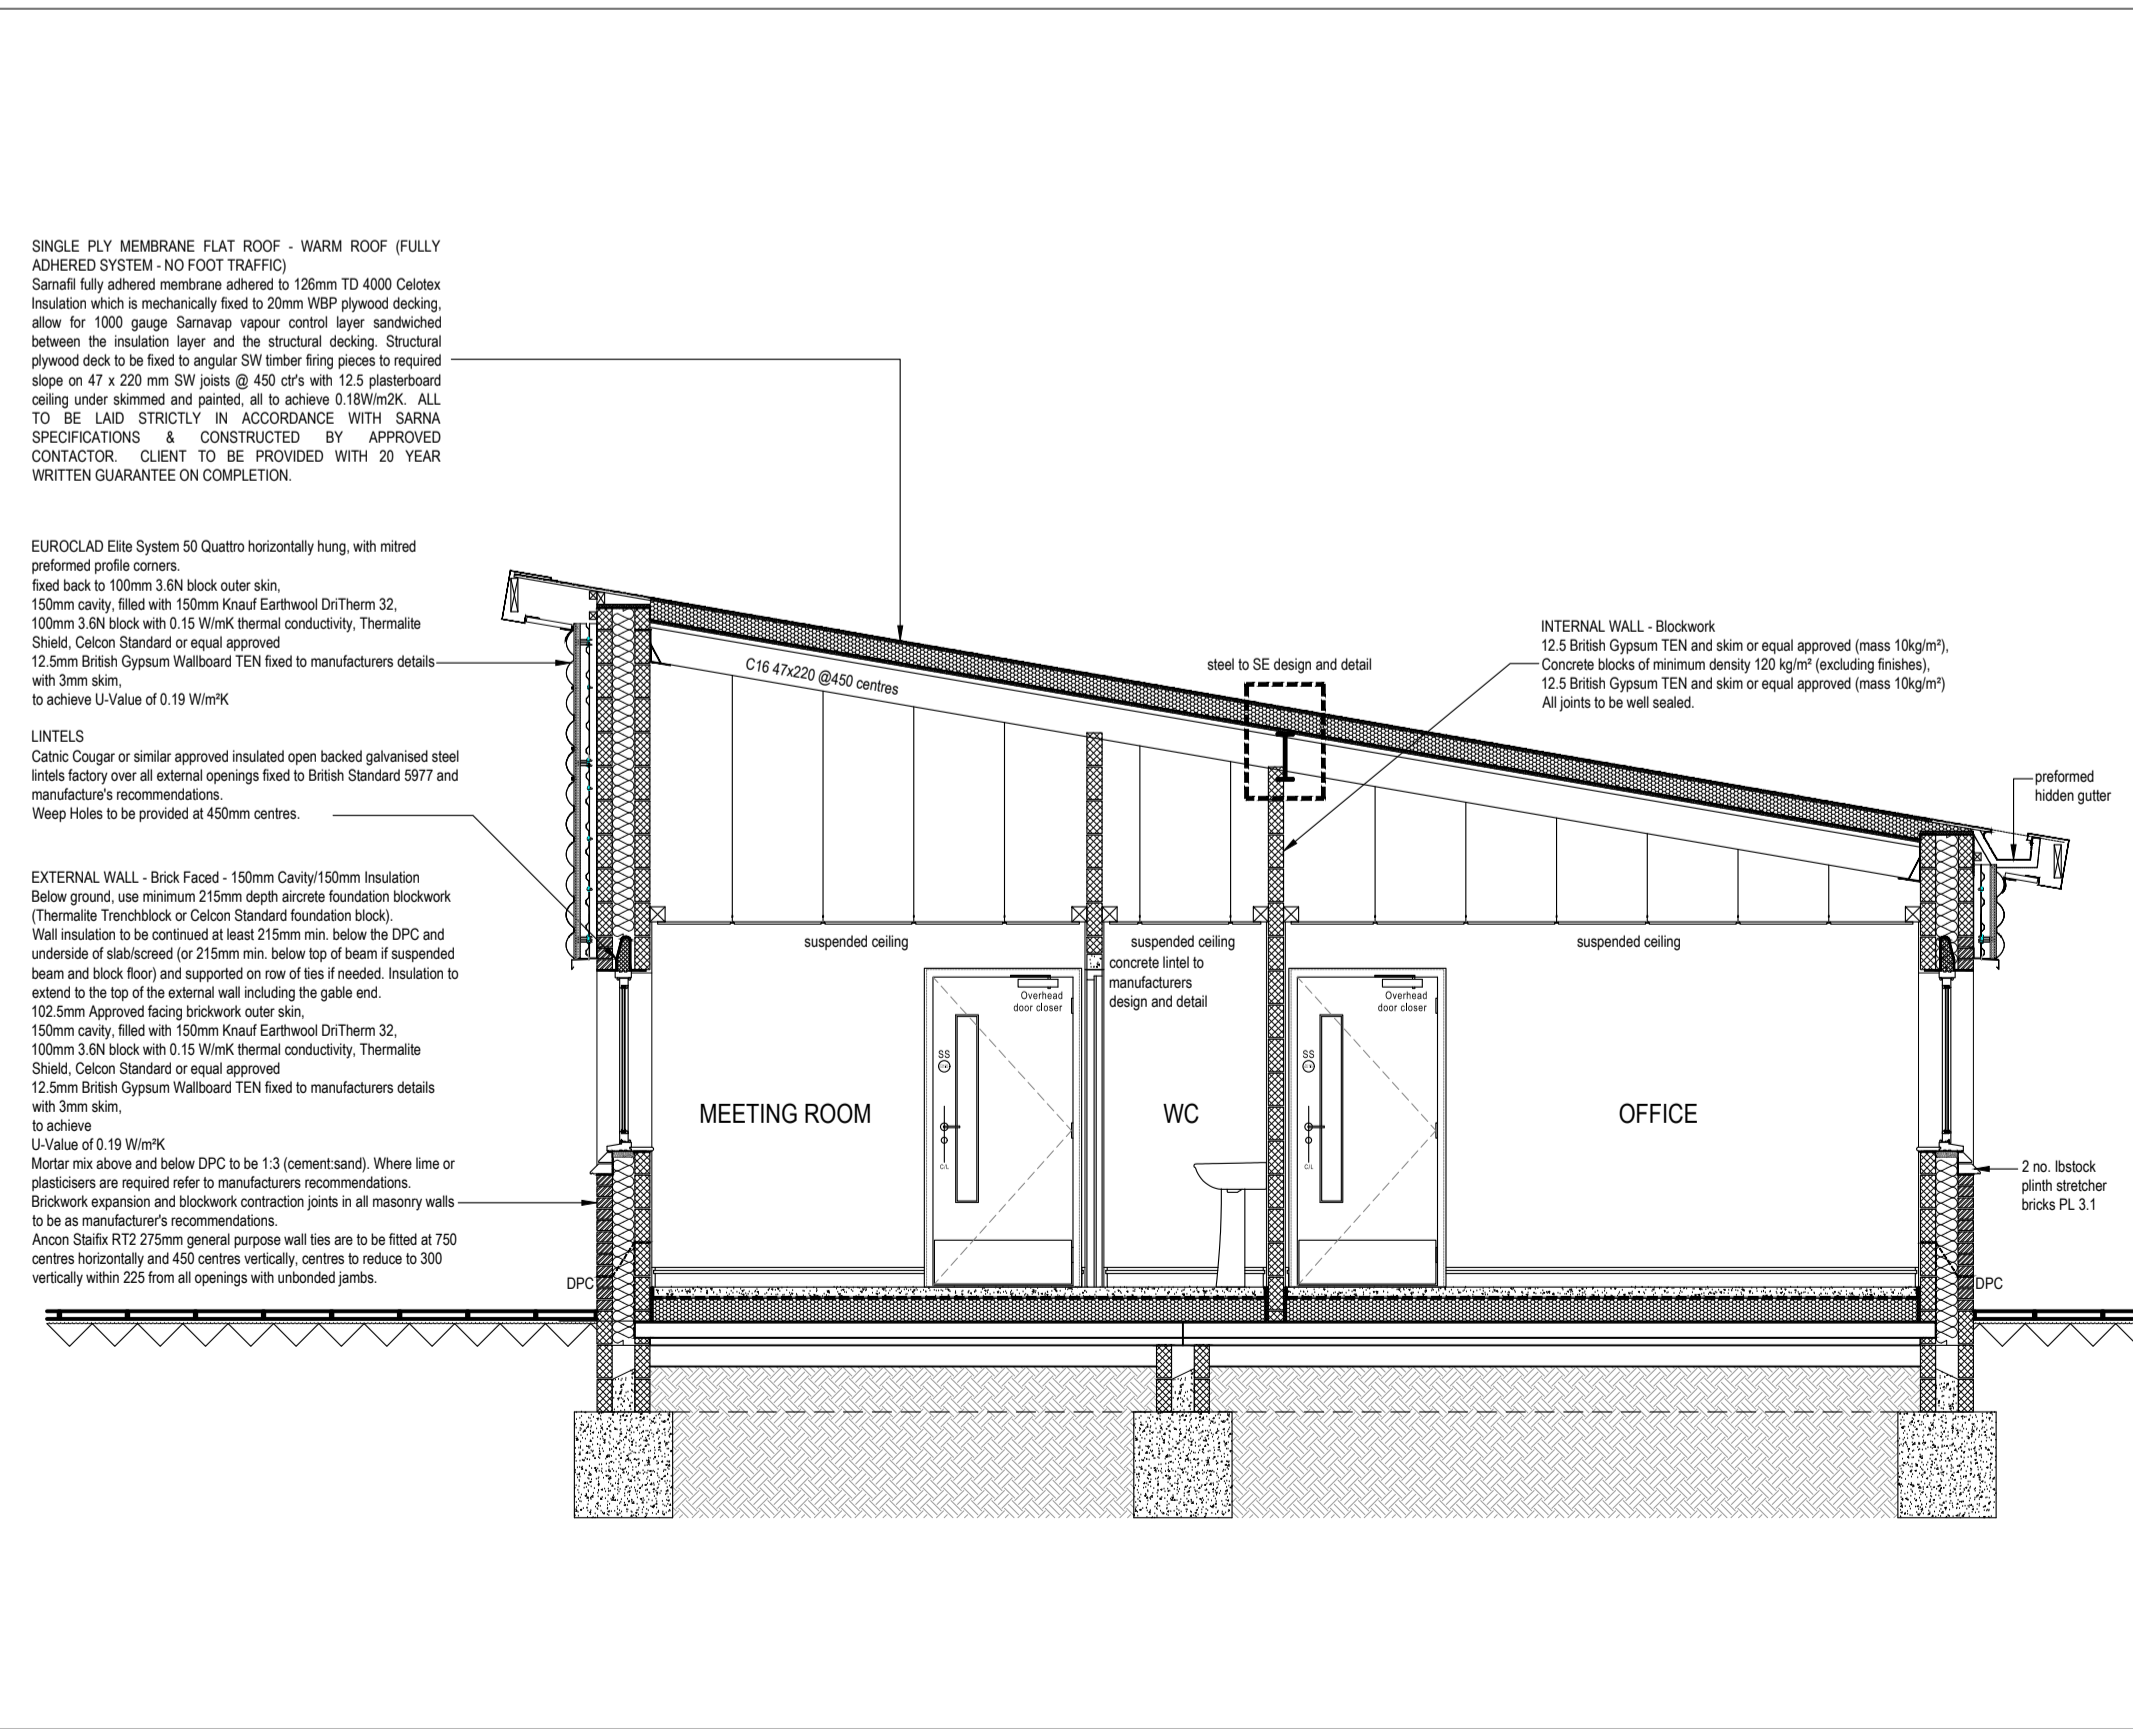 SINGLE PLY MEMBRANE FLAT ROOF - WARM ROOF (FULLY
ADHERED SYSTEM - NO FOOT TRAFFIC)
Sarnafil fully adhered membrane adhered to 126mm TD 4000 Celotex
Insulation which is mechanically fixed to 20mm WBP plywood decking,
allow for 1000 gauge Sarnavap vapour control layer sandwiched
between the insulation layer and the structural decking. Structural
plywood deck to be fixed to angular SW timber firing pieces to required
slope on 47 x 220 mm SW joists @ 450 ctr's with 12.5 plasterboard
ceiling under skimmed and painted, all to achieve 0.18W/m2K. ALL
TO BE LAID STRICTLY IN ACCORDANCE WITH SARNA
SPECIFICATIONS & CONSTRUCTED BY APPROVED
CONTACTOR. CLIENT TO BE PROVIDED WITH 20 YEAR
WRITTEN GUARANTEE ON COMPLETION.
EUROCLAD Elite System 50 Quattro horizontally hung, with mitred
preformed profile corners.
fixed back to 100mm 3.6N block outer skin,
150mm cavity, filled with 150mm Knauf Earthwool DriTherm 32,
100mm 3.6N block with 0.15 W/mK thermal conductivity, Thermalite
Shield, Celcon Standard or equal approved
12.5mm British Gypsum Wallboard TEN fixed to manufacturers details
with 3mm skim,
to achieve U-Value of 0.19 W/m²K
LINTELS
Catnic Cougar or similar approved insulated open backed galvanised steel
lintels factory over all external openings fixed to British Standard 5977 and
manufacture's recommendations.
Weep Holes to be provided at 450mm centres.
EXTERNAL WALL - Brick Faced - 150mm Cavity/150mm Insulation
Below ground, use minimum 215mm depth aircrete foundation blockwork
(Thermalite Trenchblock or Celcon Standard foundation block).
Wall insulation to be continued at least 215mm min. below the DPC and
underside of slab/screed (or 215mm min. below top of beam if suspended
beam and block floor) and supported on row of ties if needed. Insulation to
extend to the top of the external wall including the gable end.
102.5mm Approved facing brickwork outer skin,
150mm cavity, filled with 150mm Knauf Earthwool DriTherm 32,
100mm 3.6N block with 0.15 W/mK thermal conductivity, Thermalite
Shield, Celcon Standard or equal approved
12.5mm British Gypsum Wallboard TEN fixed to manufacturers details
with 3mm skim,
to achieve
U-Value of 0.19 W/m²K
Mortar mix above and below DPC to be 1:3 (cement:sand). Where lime or
plasticisers are required refer to manufacturers recommendations.
Brickwork expansion and blockwork contraction joints in all masonry walls
to be as manufacturer's recommendations.
Ancon Staifix RT2 275mm general purpose wall ties are to be fitted at 750
centres horizontally and 450 centres vertically, centres to reduce to 300
vertically within 225 from all openings with unbonded jambs.
C16 47x220 @450 centres
steel to SE design and detail
INTERNAL WALL - Blockwork
12.5 British Gypsum TEN and skim or equal approved (mass 10kg/m²),
Concrete blocks of minimum density 120 kg/m² (excluding finishes),
12.5 British Gypsum TEN and skim or equal approved (mass 10kg/m²)
All joints to be well sealed.
preformed
hidden gutter
suspended ceiling
suspended ceiling
concrete lintel to
manufacturers
design and detail
suspended ceiling
Overhead
door closer
SS
C/L
Overhead
door closer
SS
C/L
MEETING ROOM
WC
OFFICE
2 no. Ibstock
plinth stretcher
bricks PL 3.1
DPC
DPC